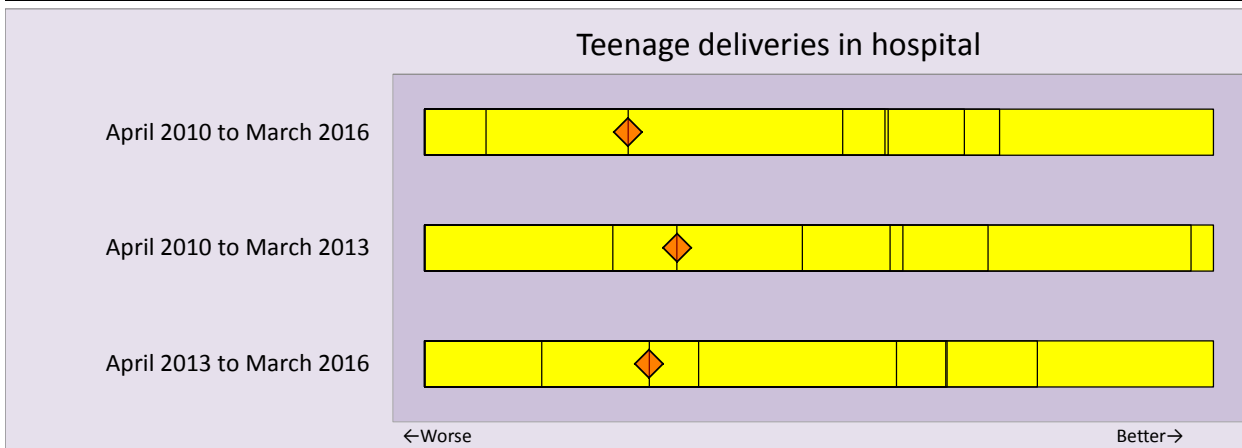 Teenage deliveries in hospital
April 2010 to March 2016
April 2010 to March 2013
April 2013 to March 2016
←Worse
Better→